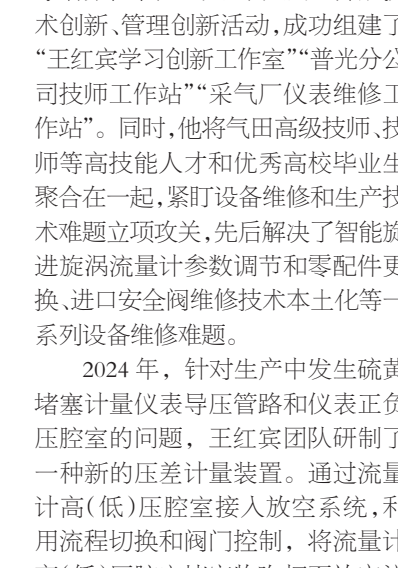 术创新、管理创新活动,成功组建了
“王红宾学习创新工作室”“普光分公
司技师工作站”“采气厂仪表维修工
作站”。同时,他将气田高级技师、技
师等高技能人才和优秀高校毕业生
聚合在一起,紧盯设备维修和生产技
术难题立项攻关,先后解决了智能旋
进旋涡流量计参数调节和零配件更
换、进口安全阀维修技术本土化等一
系列设备维修难题。
2024 年，针对生产中发生硫黄
堵塞计量仪表导压管路和仪表正负
压腔室的问题，王红宾团队研制了
一种新的压差计量装置。通过流量
计高(低)压腔室接入放空系统,利
用流程切换和阀门控制，将流量计